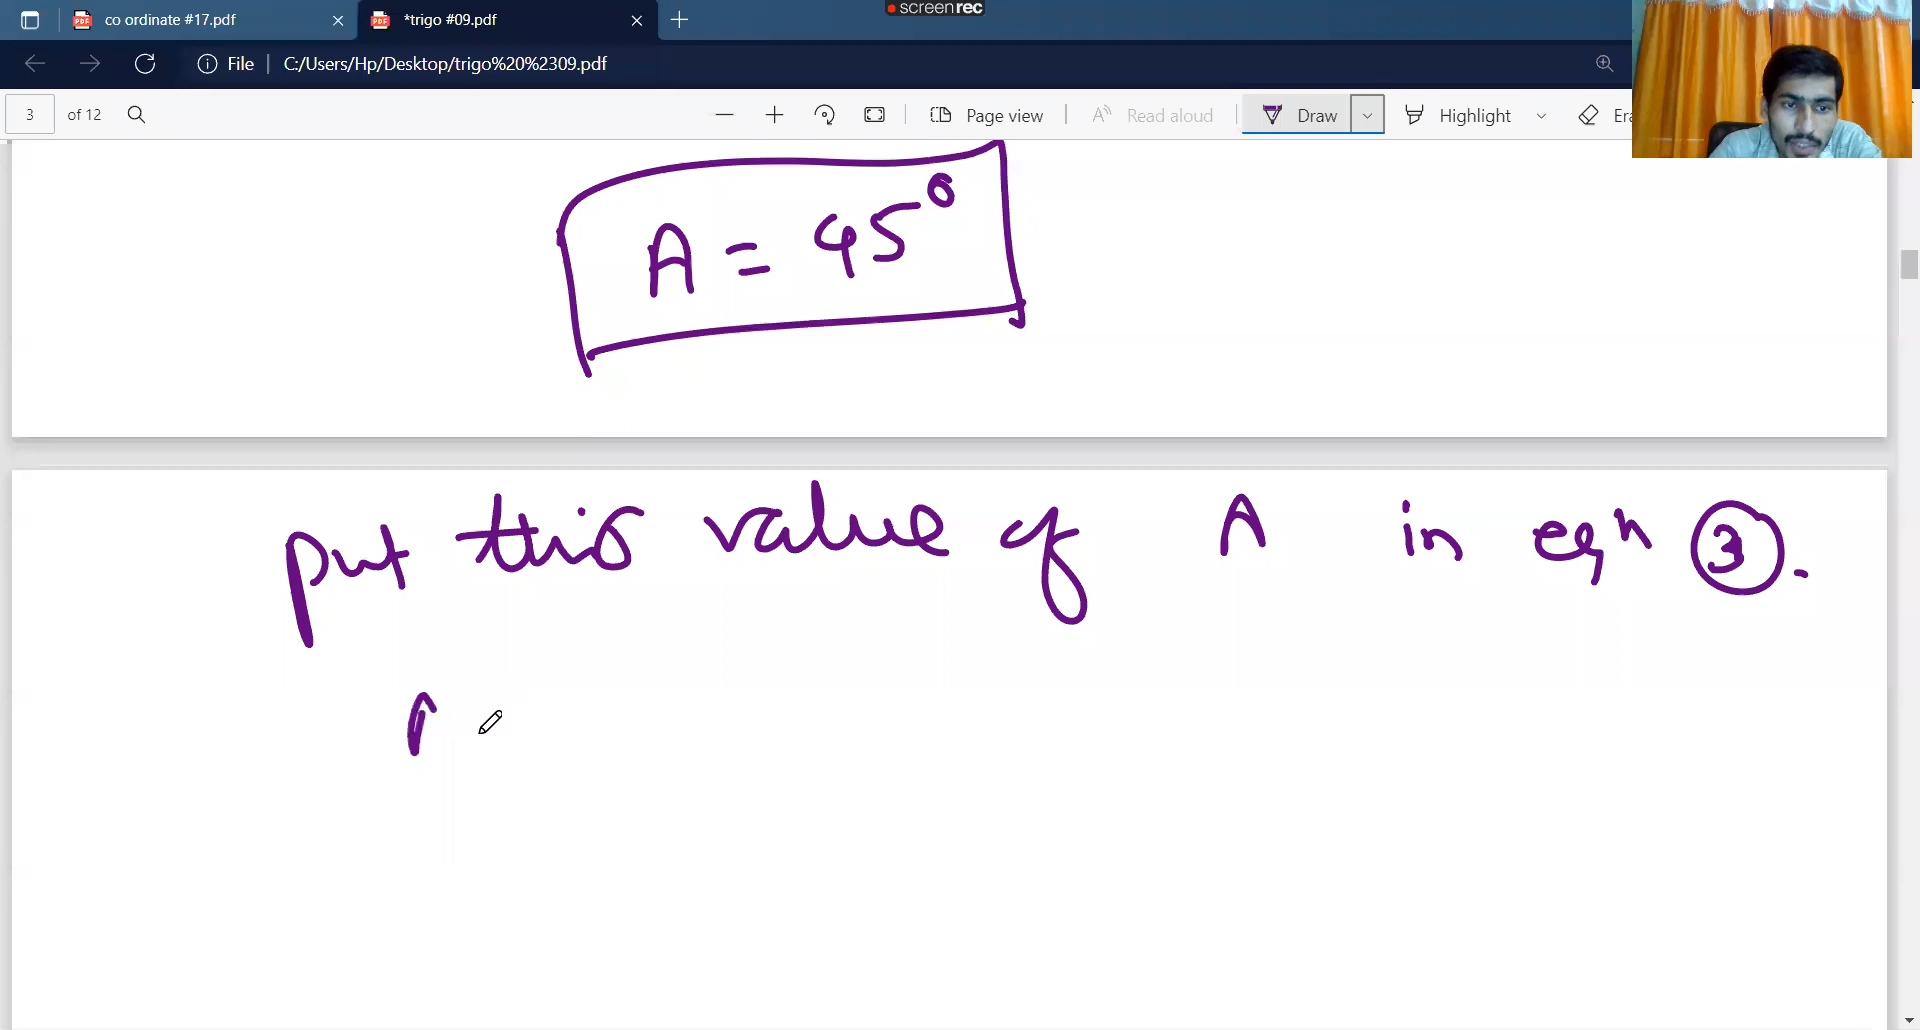 co ordinate #17.pdf
*trigo #09.pdf
screenrec
File
C:/Users/Hp/Desktop/trigo%20%2309.pdf
3 of 12
Page view
Read aloud
Draw
Highlight
Era
A = 45°
put this value of A in eqn ③.